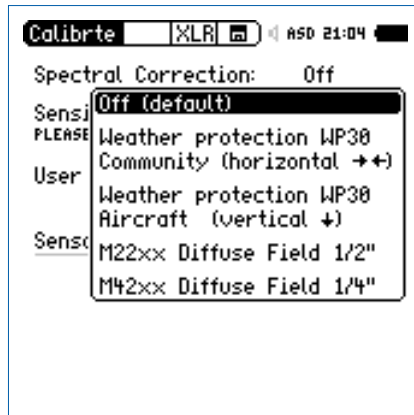 Calibrte XLR ASD 21:04
Spectral Correction: Off
Off (default)
Sensi
PLEASE
Weather protection WP30
Community (horizontal →←)
User
Weather protection WP30
Aircraft (vertical ↓)
Senso
M22xx Diffuse Field 1/2"
M42xx Diffuse Field 1/4"